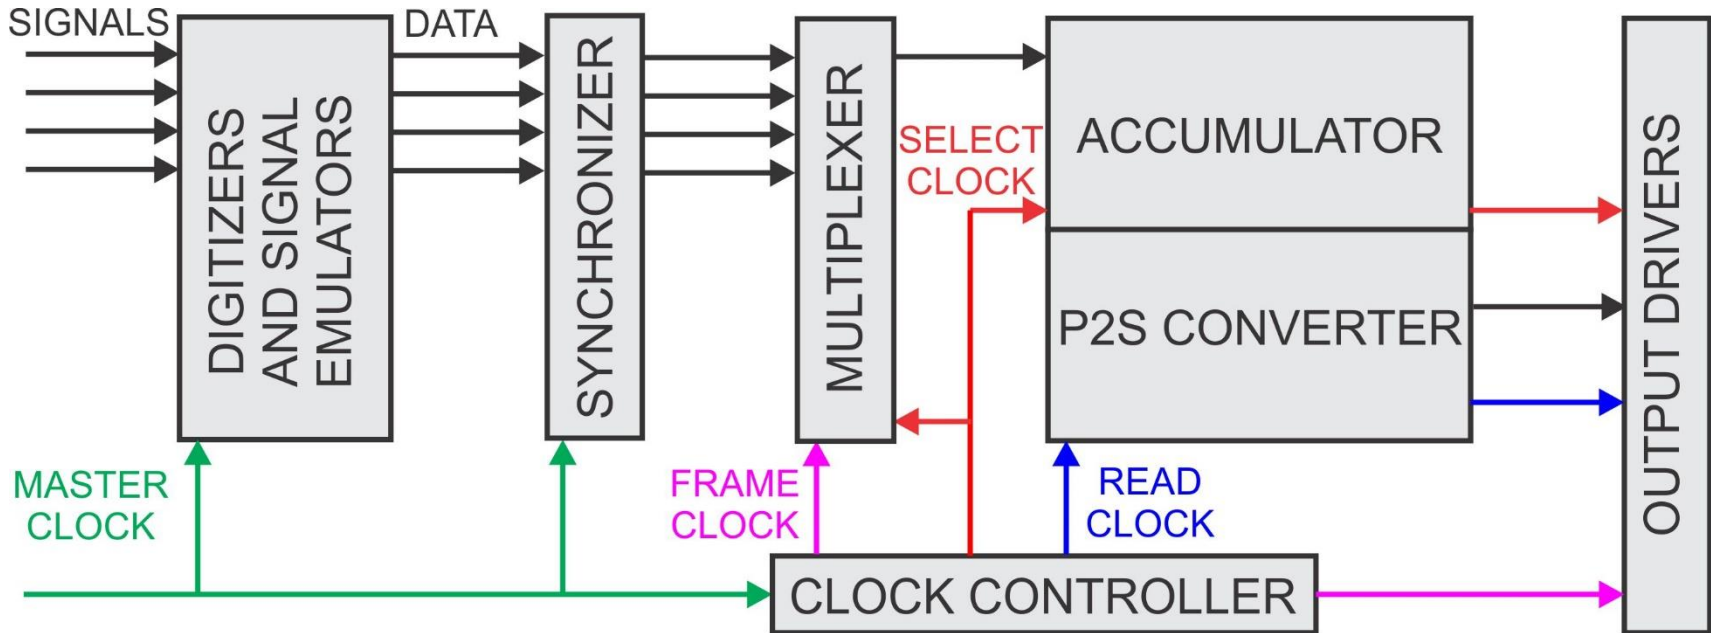 SIGNALS
DATA
DIGITIZERS
AND SIGNAL
EMULATORS
SYNCHRONIZER
MULTIPLEXER
SELECT
CLOCK
ACCUMULATOR
P2S CONVERTER
OUTPUT DRIVERS
MASTER
CLOCK
FRAME
CLOCK
READ
CLOCK
CLOCK CONTROLLER